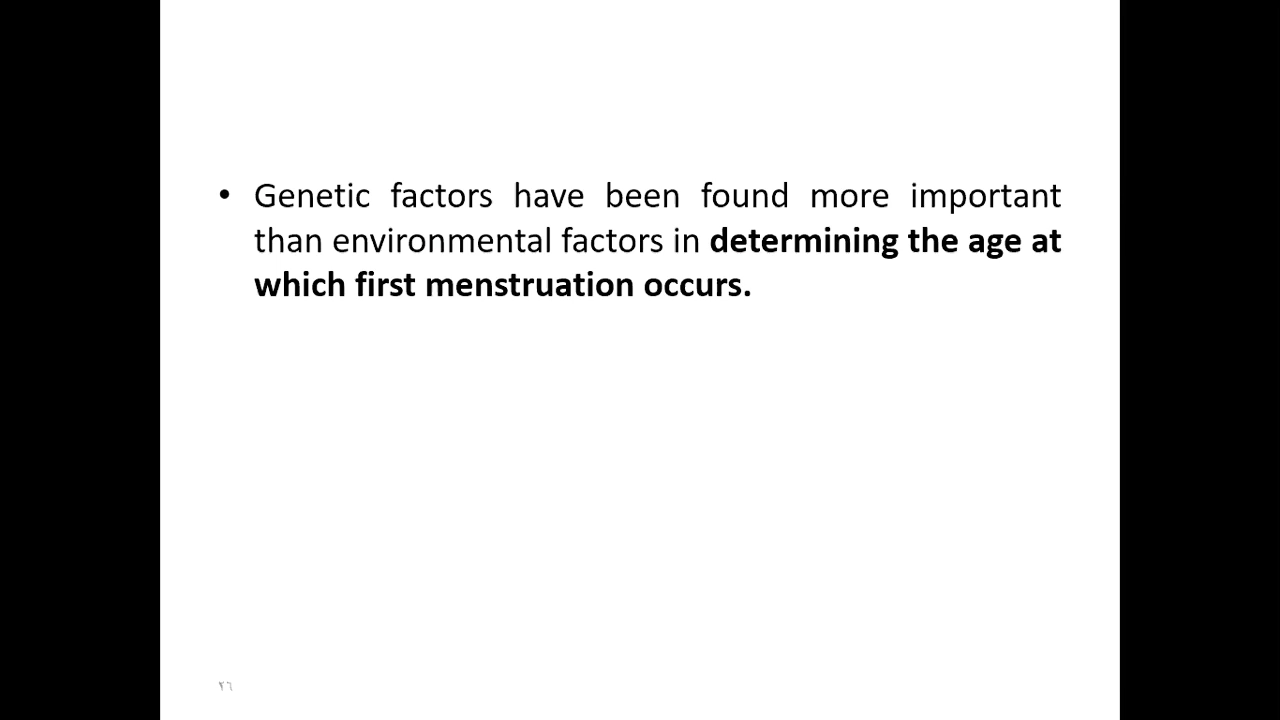 • Genetic factors have been found more important
than environmental factors in determining the age at
which first menstruation occurs.
٢٦